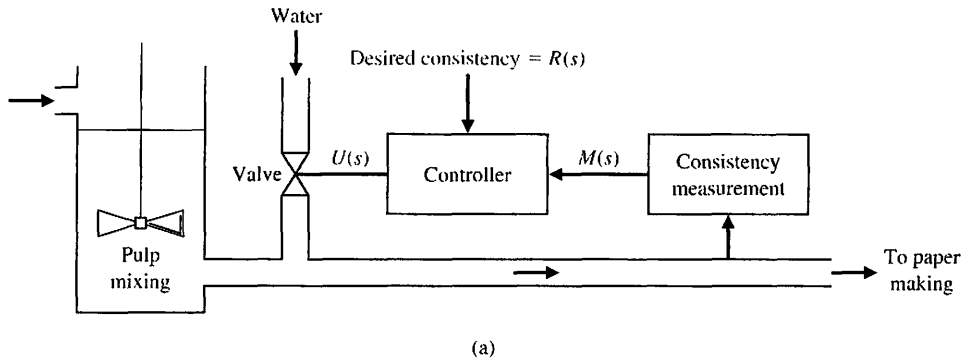 Water
Desired consistency = R(s)
Valve
U(s)
Controller
M(s)
Consistency
measurement
Pulp
mixing
To paper
making
(a)